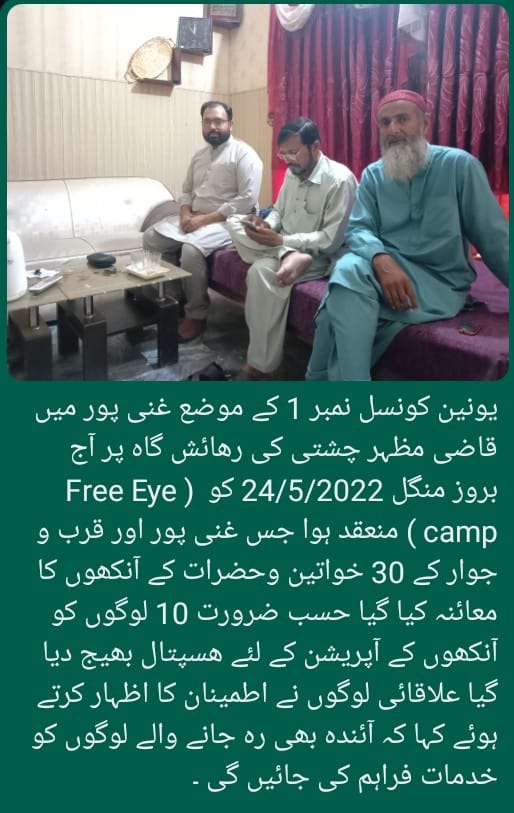 یونین کونسل نمبر 1 کے موضع غنی پور میں
قاضی مظہر چشتی کی رھائش گاہ پر آج
بروز منگل 24/5/2022 کو ( Free Eye
camp ) منعقد ہوا جس غنی پور اور قرب و
جوار کے 30 خواتین وحضرات کے آنکھوں کا
معائنہ کیا گیا حسب ضرورت 10 لوگوں کو
آنکھوں کے آپریشن کے لئے ھسپتال بھیج دیا
گیا علاقائی لوگوں نے اطمینان کا اظہار کرتے
ہوئے کہا کہ آئندہ بھی رہ جانے والے لوگوں کو
خدمات فراہم کی جائیں گی ۔